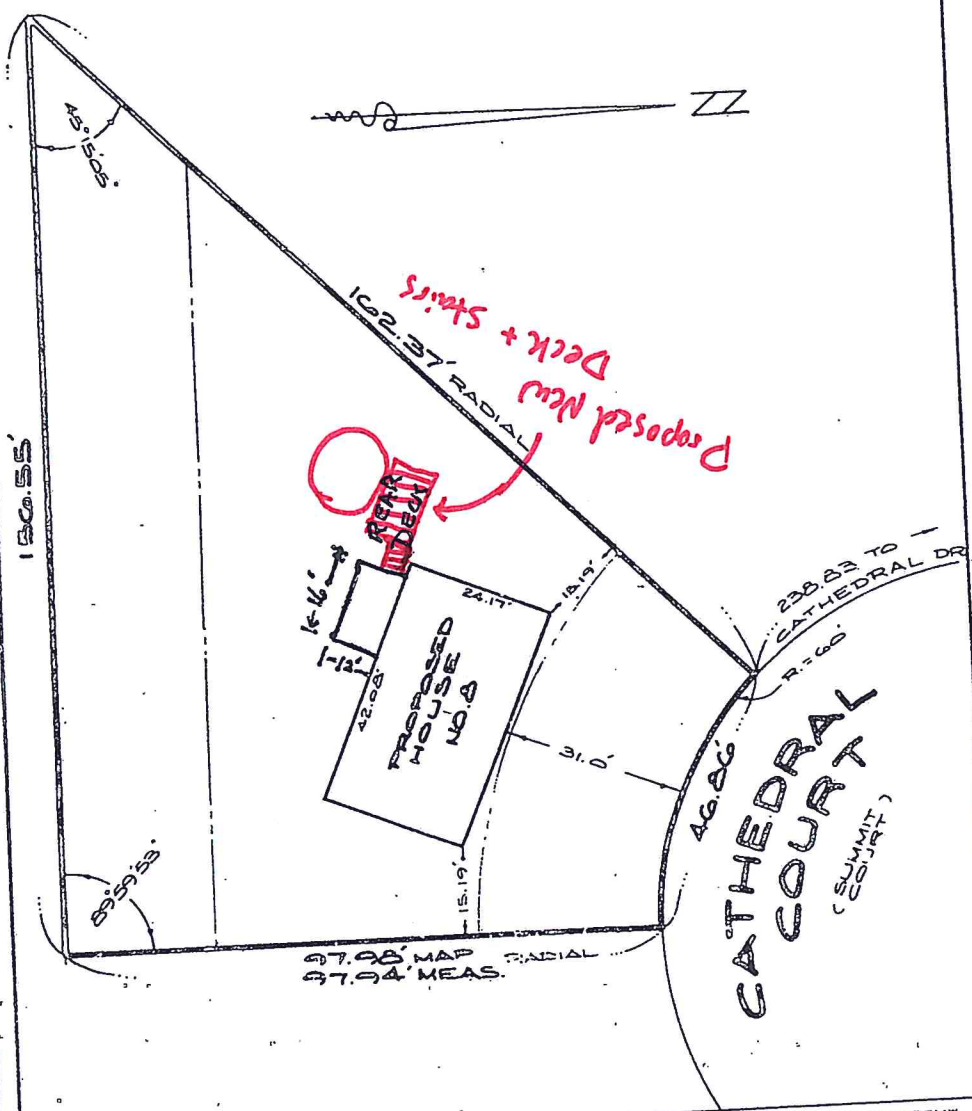 45°15'05"
N
162.37' RADIAL
Proposed New
Deck + Stairs
156.55'
REAR
DECK
16'
12'
24.17'
18.19'
42.08'
PROPOSED
HOUSE
NO. 8
238.83 TO
CATHEDRAL DR
R.=60'
31.0'
46.86'
CATHEDRAL
COURT
(SUMMIT
COURT)
89°59'53"
15.19'
97.98' MAP RADIAL
97.94' MEAS.